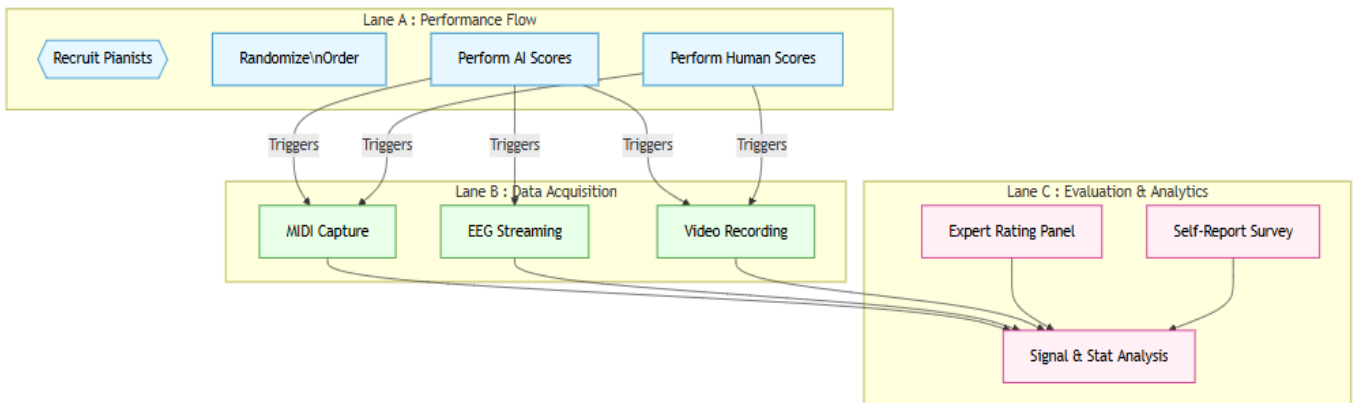 Lane A : Performance Flow
Recruit Pianists
Randomize\nOrder
Perform AI Scores
Perform Human Scores
Triggers
Triggers
Triggers
Triggers
Triggers
Lane B : Data Acquisition
MIDI Capture
EEG Streaming
Video Recording
Lane C : Evaluation & Analytics
Expert Rating Panel
Self-Report Survey
Signal & Stat Analysis